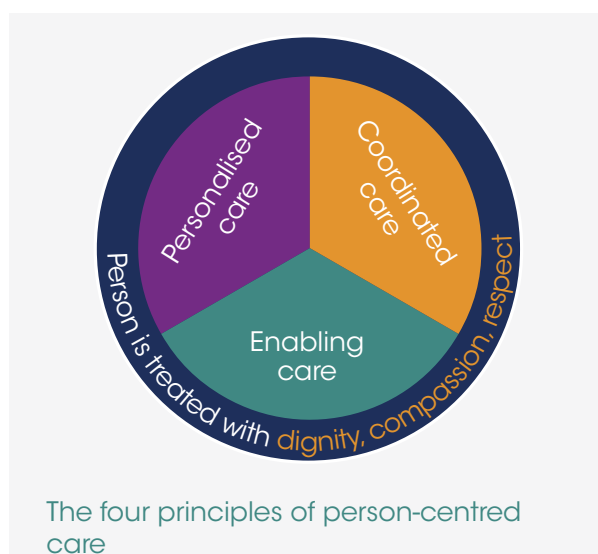 Personalised
care
Coordinated
care
Enabling
care
Person is treated with dignity, compassion, respect
The four principles of person-centred
care